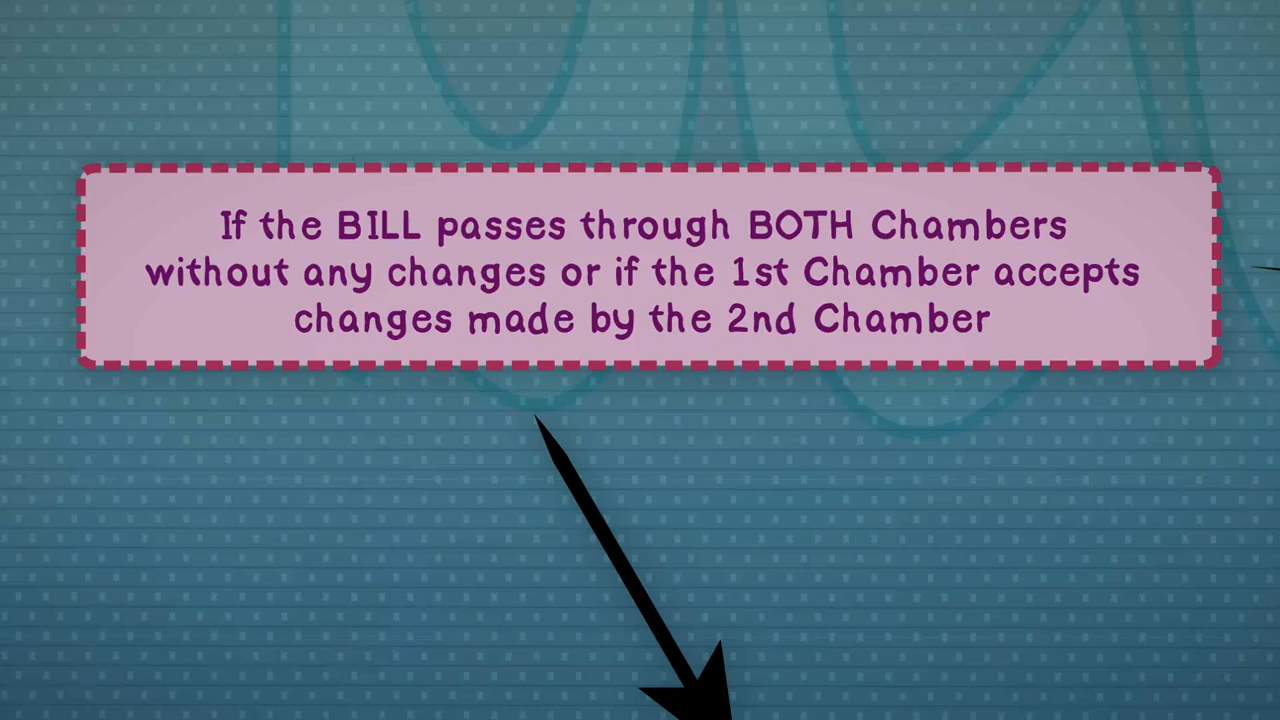 If the BILL passes through BOTH Chambers
without any changes or if the 1st Chamber accepts
changes made by the 2nd Chamber